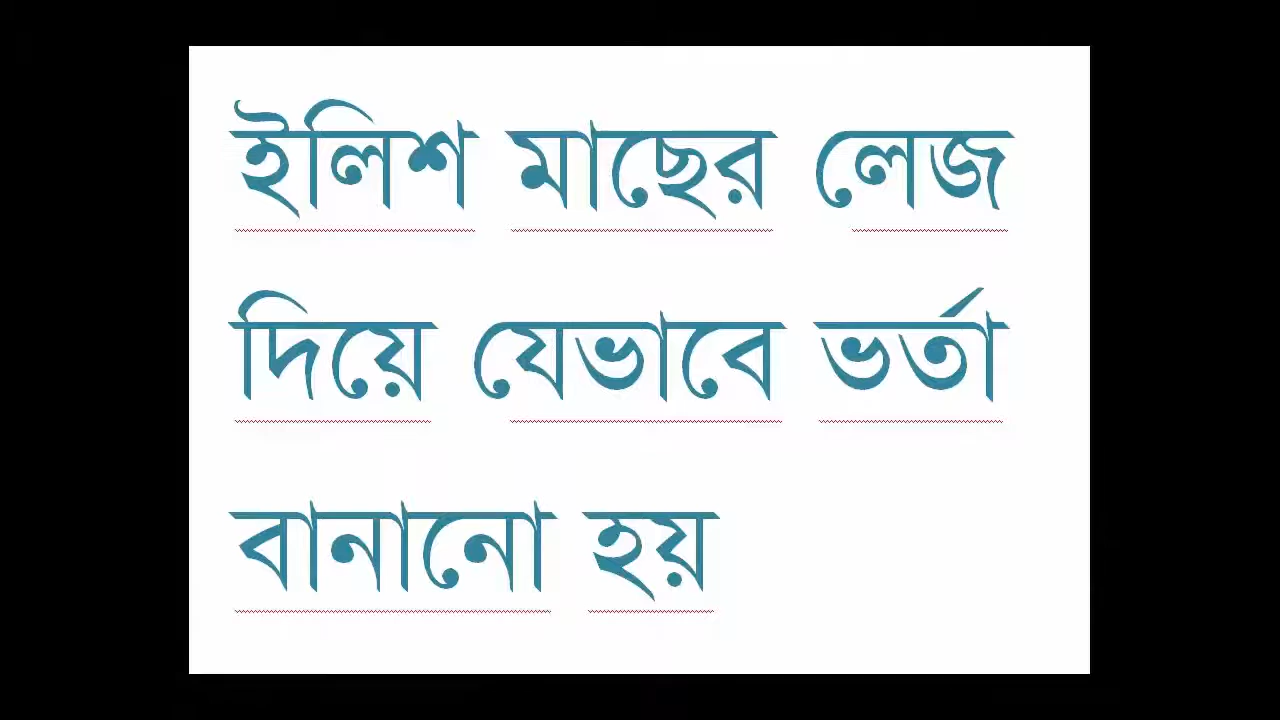 ইলিশ মাছের লেজ
দিয়ে যেভাবে ভর্তা
বানানো হয়